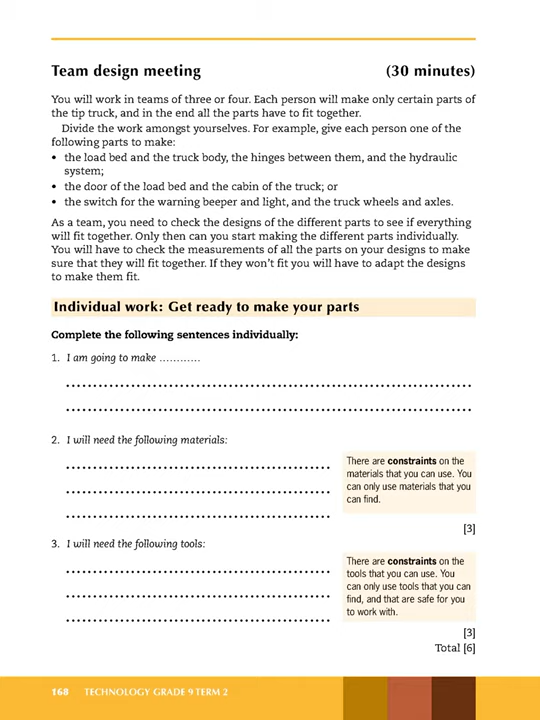 Team design meeting (30 minutes)
You will work in teams of three or four. Each person will make only certain parts of
the tip truck, and in the end all the parts have to fit together.
Divide the work amongst yourselves. For example, give each person one of the
following parts to make:
• the load bed and the truck body, the hinges between them, and the hydraulic
system;
• the door of the load bed and the cabin of the truck; or
• the switch for the warning beeper and light, and the truck wheels and axles.
As a team, you need to check the designs of the different parts to see if everything
will fit together. Only then can you start making the different parts individually.
You will have to check the measurements of all the parts on your designs to make
sure that they will fit together. If they won't fit you will have to adapt the designs
to make them fit.
Individual work: Get ready to make your parts
Complete the following sentences individually:
1. I am going to make ............
2. I will need the following materials:
There are constraints on the
materials that you can use. You
can only use materials that you
can find.
[3]
3. I will need the following tools:
There are constraints on the
tools that you can use. You
can only use tools that you can
find, and that are safe for you
to work with.
[3]
Total [6]
168 TECHNOLOGY GRADE 9 TERM 2